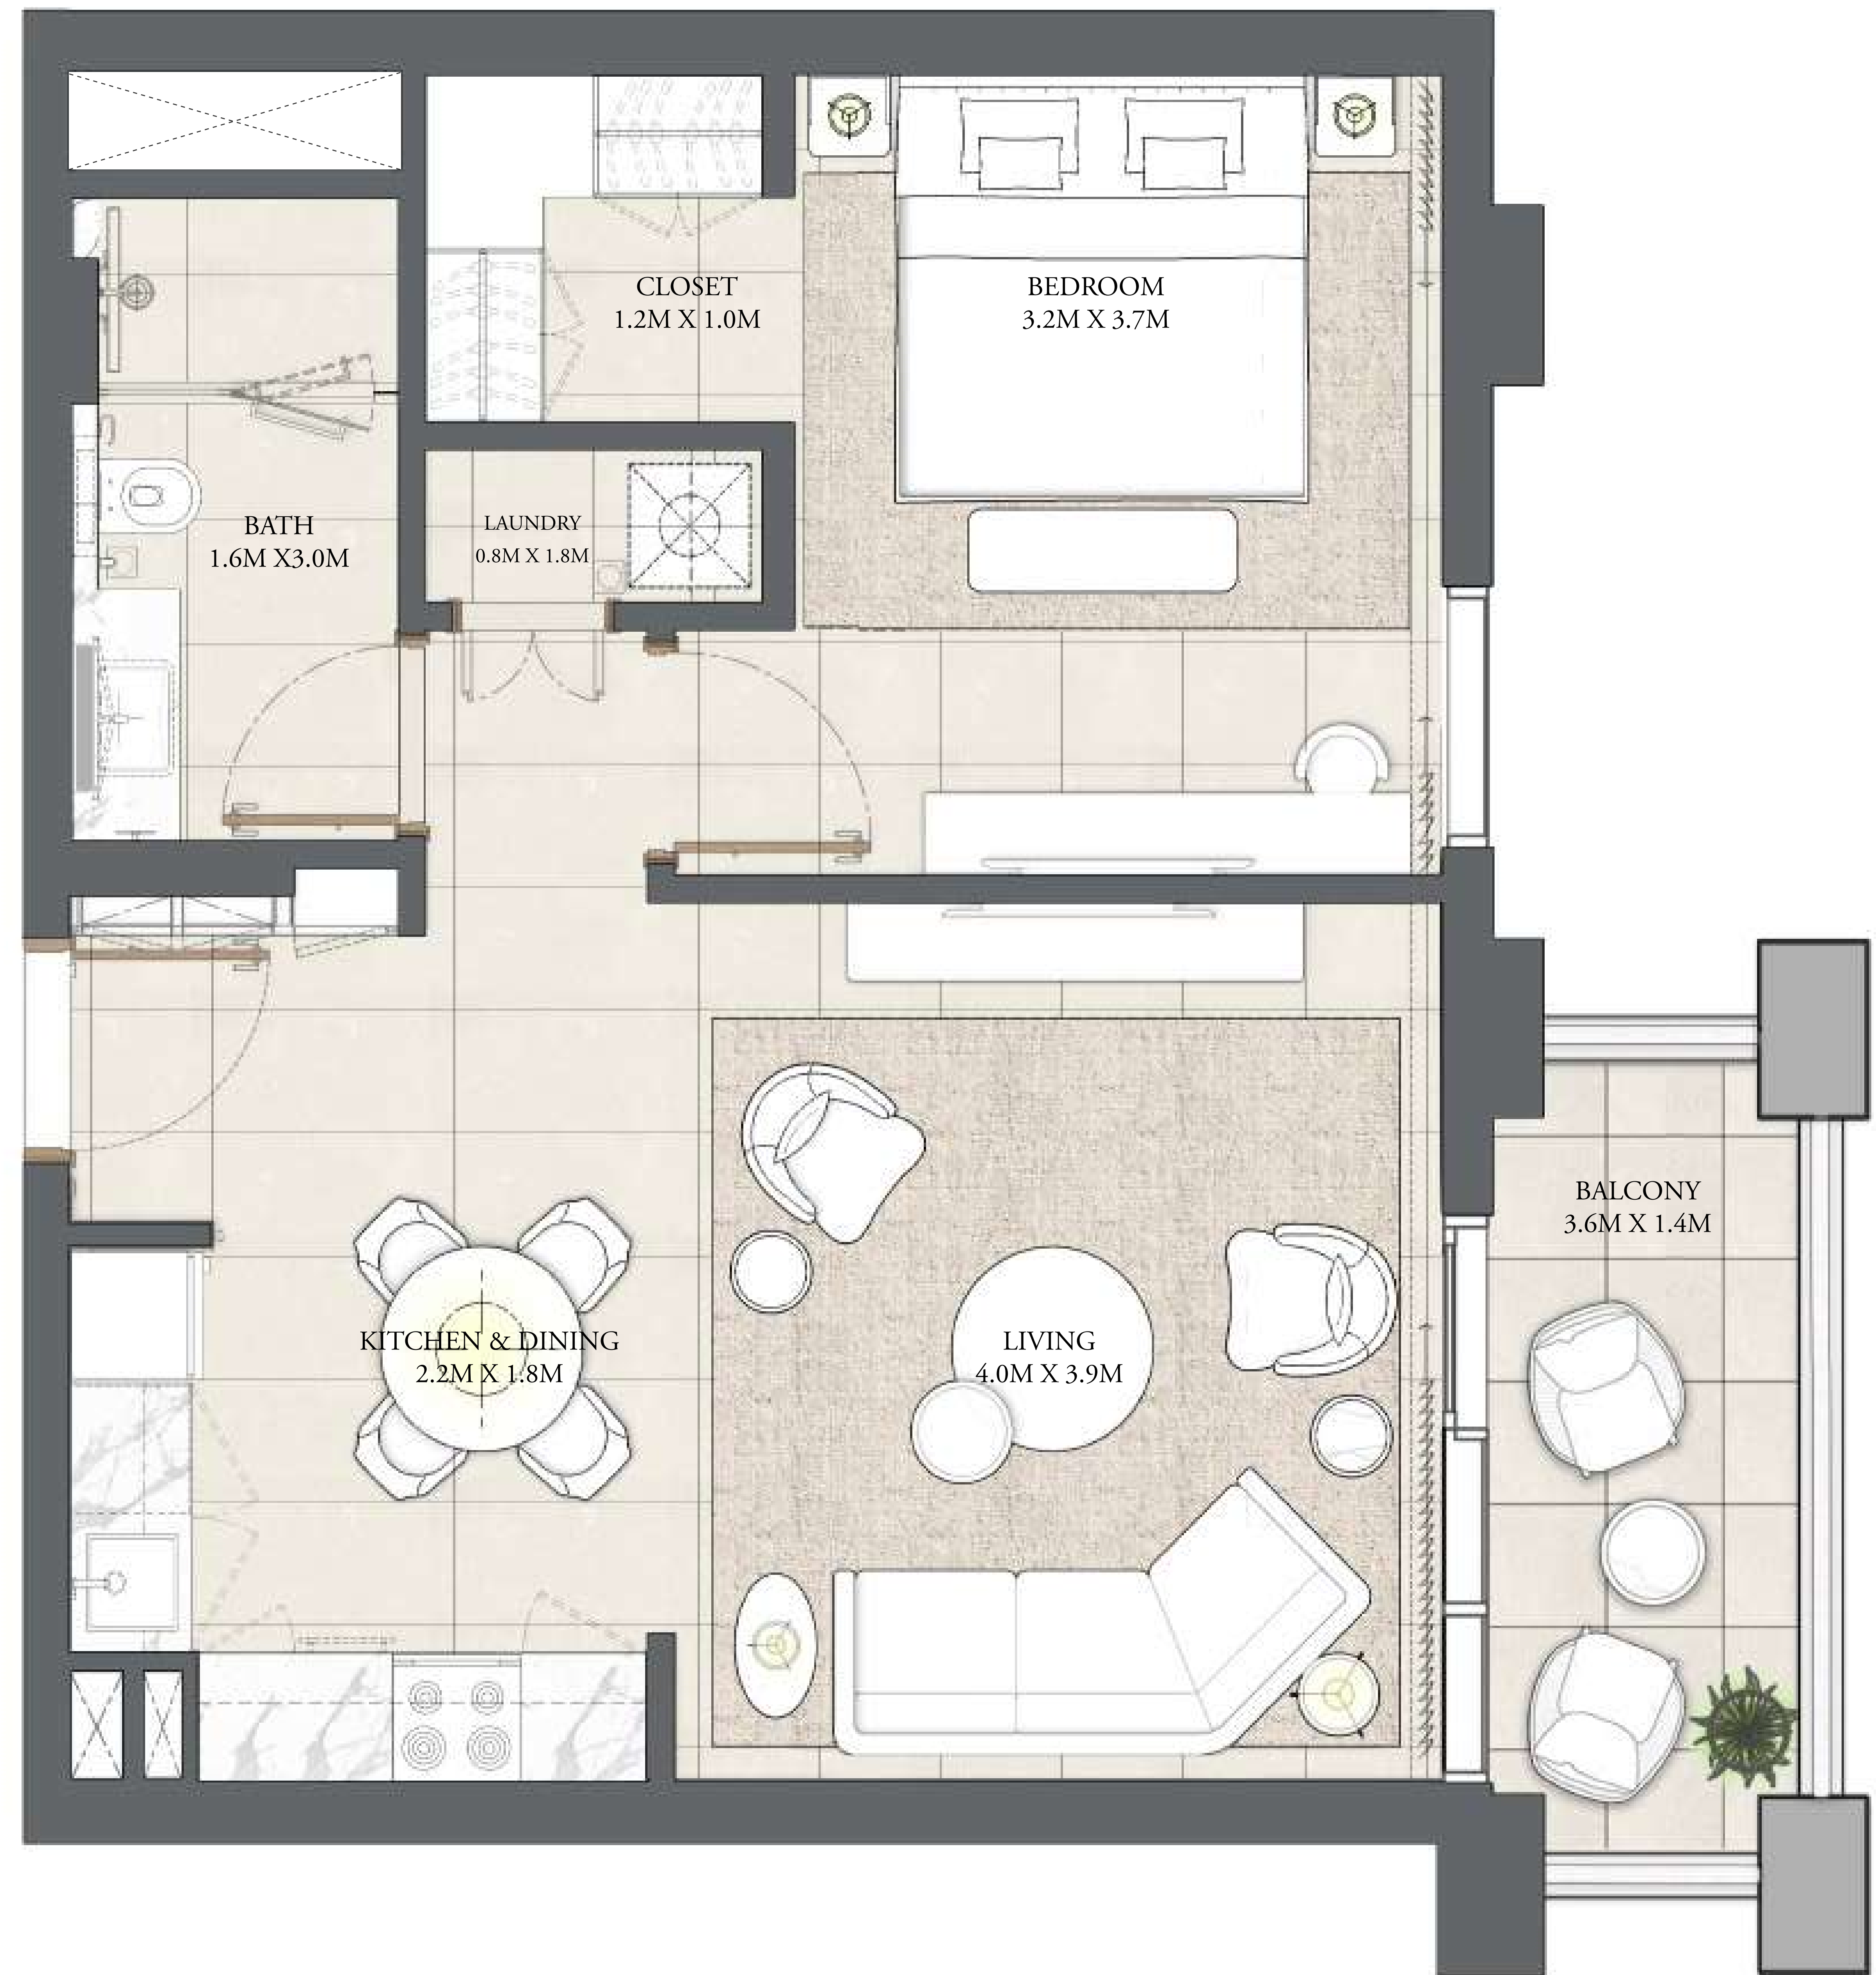 CLOSET
1.2M X 1.0M
BEDROOM
3.2M X 3.7M
BATH
1.6M X3.0M
LAUNDRY
0.8M X 1.8M
BALCONY
3.6M X 1.4M
KITCHEN & DINING
2.2M X 1.8M
LIVING
4.0M X 3.9M